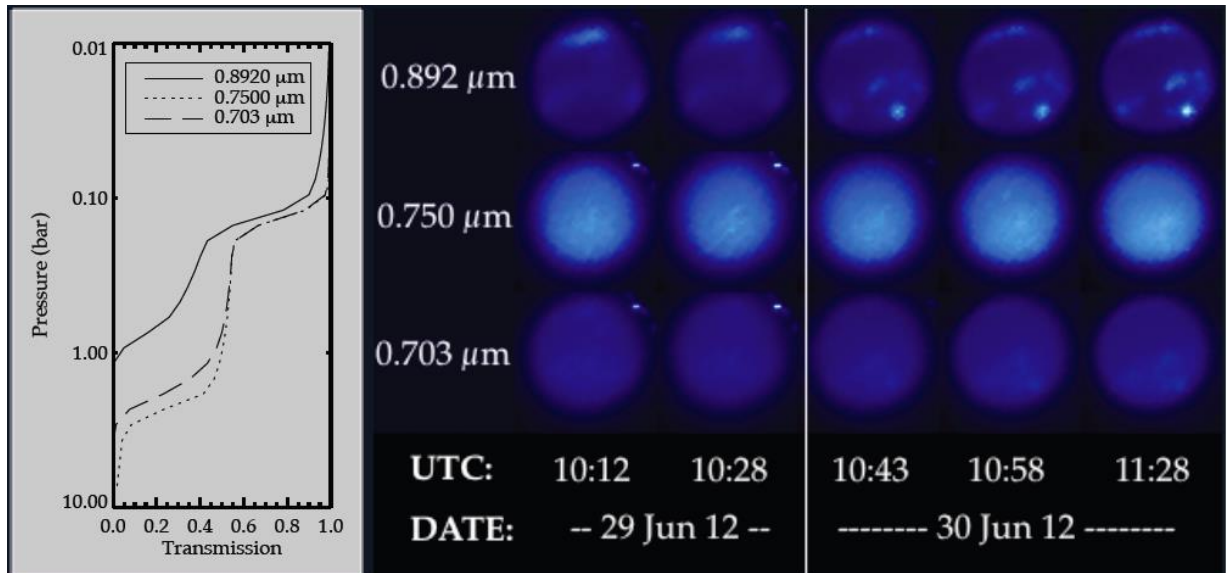 0.01
0.10
1.00
10.00
Pressure (bar)
0.8920 μm
0.7500 μm
0.703 μm
0.0 0.2 0.4 0.6 0.8 1.0
Transmission
0.892 μm
0.750 μm
0.703 μm
UTC: 10:12 10:28 10:43 10:58 11:28
DATE: -- 29 Jun 12 -- -------- 30 Jun 12 --------